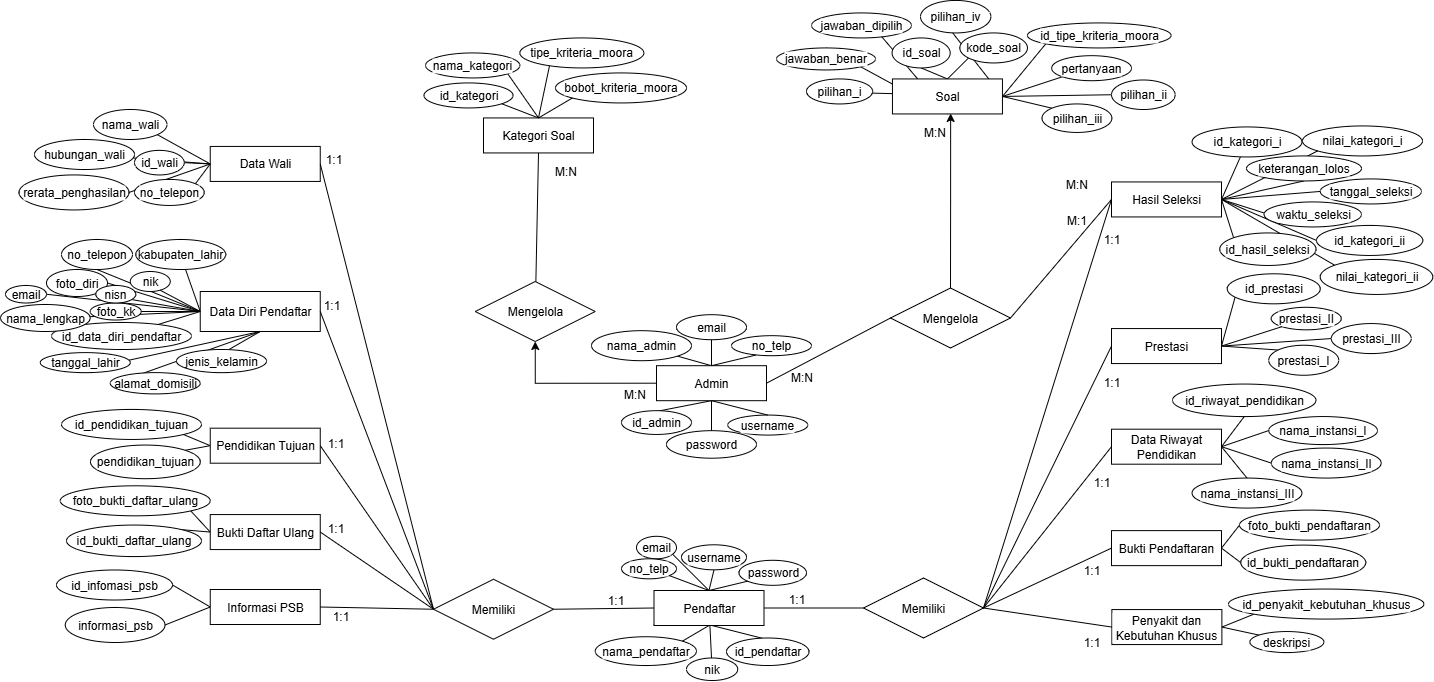 pilihan_iv
jawaban_dipilih
id_tipe_kriteria_moora
kode_soal
id_soal
tipe_kriteria_moora
jawaban_benar
nama_kategori
pertanyaan
bobot_kriteria_moora
pilihan_i
Soal
pilihan_ii
id_kategori
pilihan_iii
nama_wali
Kategori Soal
M:N
id_kategori_i
nilai_kategori_i
hubungan_wali
id_wali
Data Wali
1:1
M:N
keterangan_lolos
rerata_penghasilan
no_telepon
M:N
Hasil Seleksi
tanggal_seleksi
M:1
waktu_seleksi
1:1
id_kategori_ii
id_hasil_seleksi
no_telepon
kabupaten_lahir
nilai_kategori_ii
foto_diri
nik
id_prestasi
email
nisn
foto_kk
Data Diri Pendaftar
1:1
Mengelola
Mengelola
nama_lengkap
prestasi_II
id_data_diri_pendaftar
email
nama_admin
no_telp
Prestasi
prestasi_III
tanggal_lahir
jenis_kelamin
prestasi_I
alamat_domisili
M:N
Admin
M:N
1:1
id_riwayat_pendidikan
id_pendidikan_tujuan
id_admin
username
nama_instansi_I
Pendidikan Tujuan
1:1
password
Data Riwayat
Pendidikan
pendidikan_tujuan
nama_instansi_II
1:1
nama_instansi_III
foto_bukti_daftar_ulang
Bukti Daftar Ulang
1:1
foto_bukti_pendaftaran
id_bukti_daftar_ulang
email
username
Bukti Pendaftaran
id_bukti_pendaftaran
no_telp
password
1:1
id_infomasi_psb
Informasi PSB
1:1
Memiliki
1:1
Pendaftar
1:1
Memiliki
id_penyakit_kebutuhan_khusus
informasi_psb
Penyakit dan
Kebutuhan Khusus
1:1
deskripsi
nama_pendaftar
id_pendaftar
nik